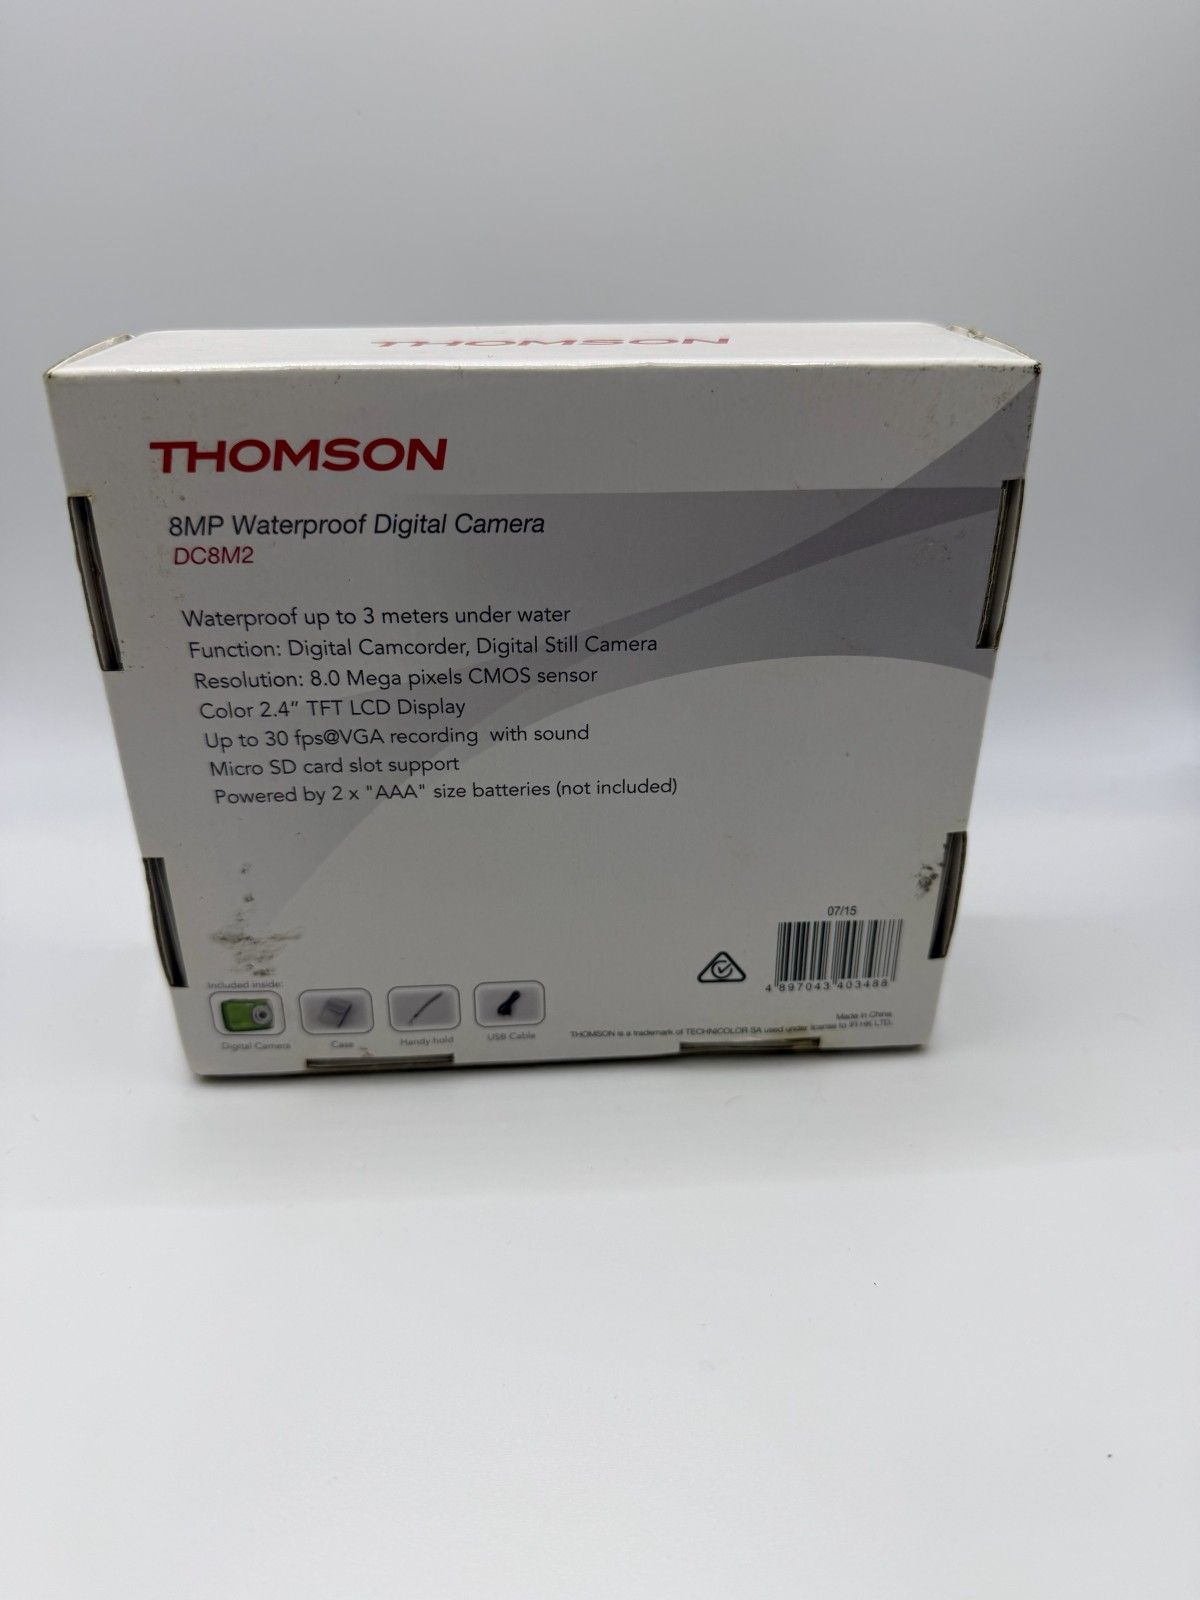 THOMSON
THOMSON
8MP Waterproof Digital Camera
DC8M2
Waterproof up to 3 meters under water
Function: Digital Camcorder, Digital Still Camera
Resolution: 8.0 Mega pixels CMOS sensor
Color 2.4" TFT LCD Display
Up to 30 fps@VGA recording with sound
Micro SD card slot support
Powered by 2 x "AAA" size batteries (not included)
07/15
4 897043 403488
Included inside:
Digital Camera
Case
Handy hold
USB Cable
Made in China
THOMSON is a trademark of TECHNICOLOR SA used under license to IFI HK LTD.